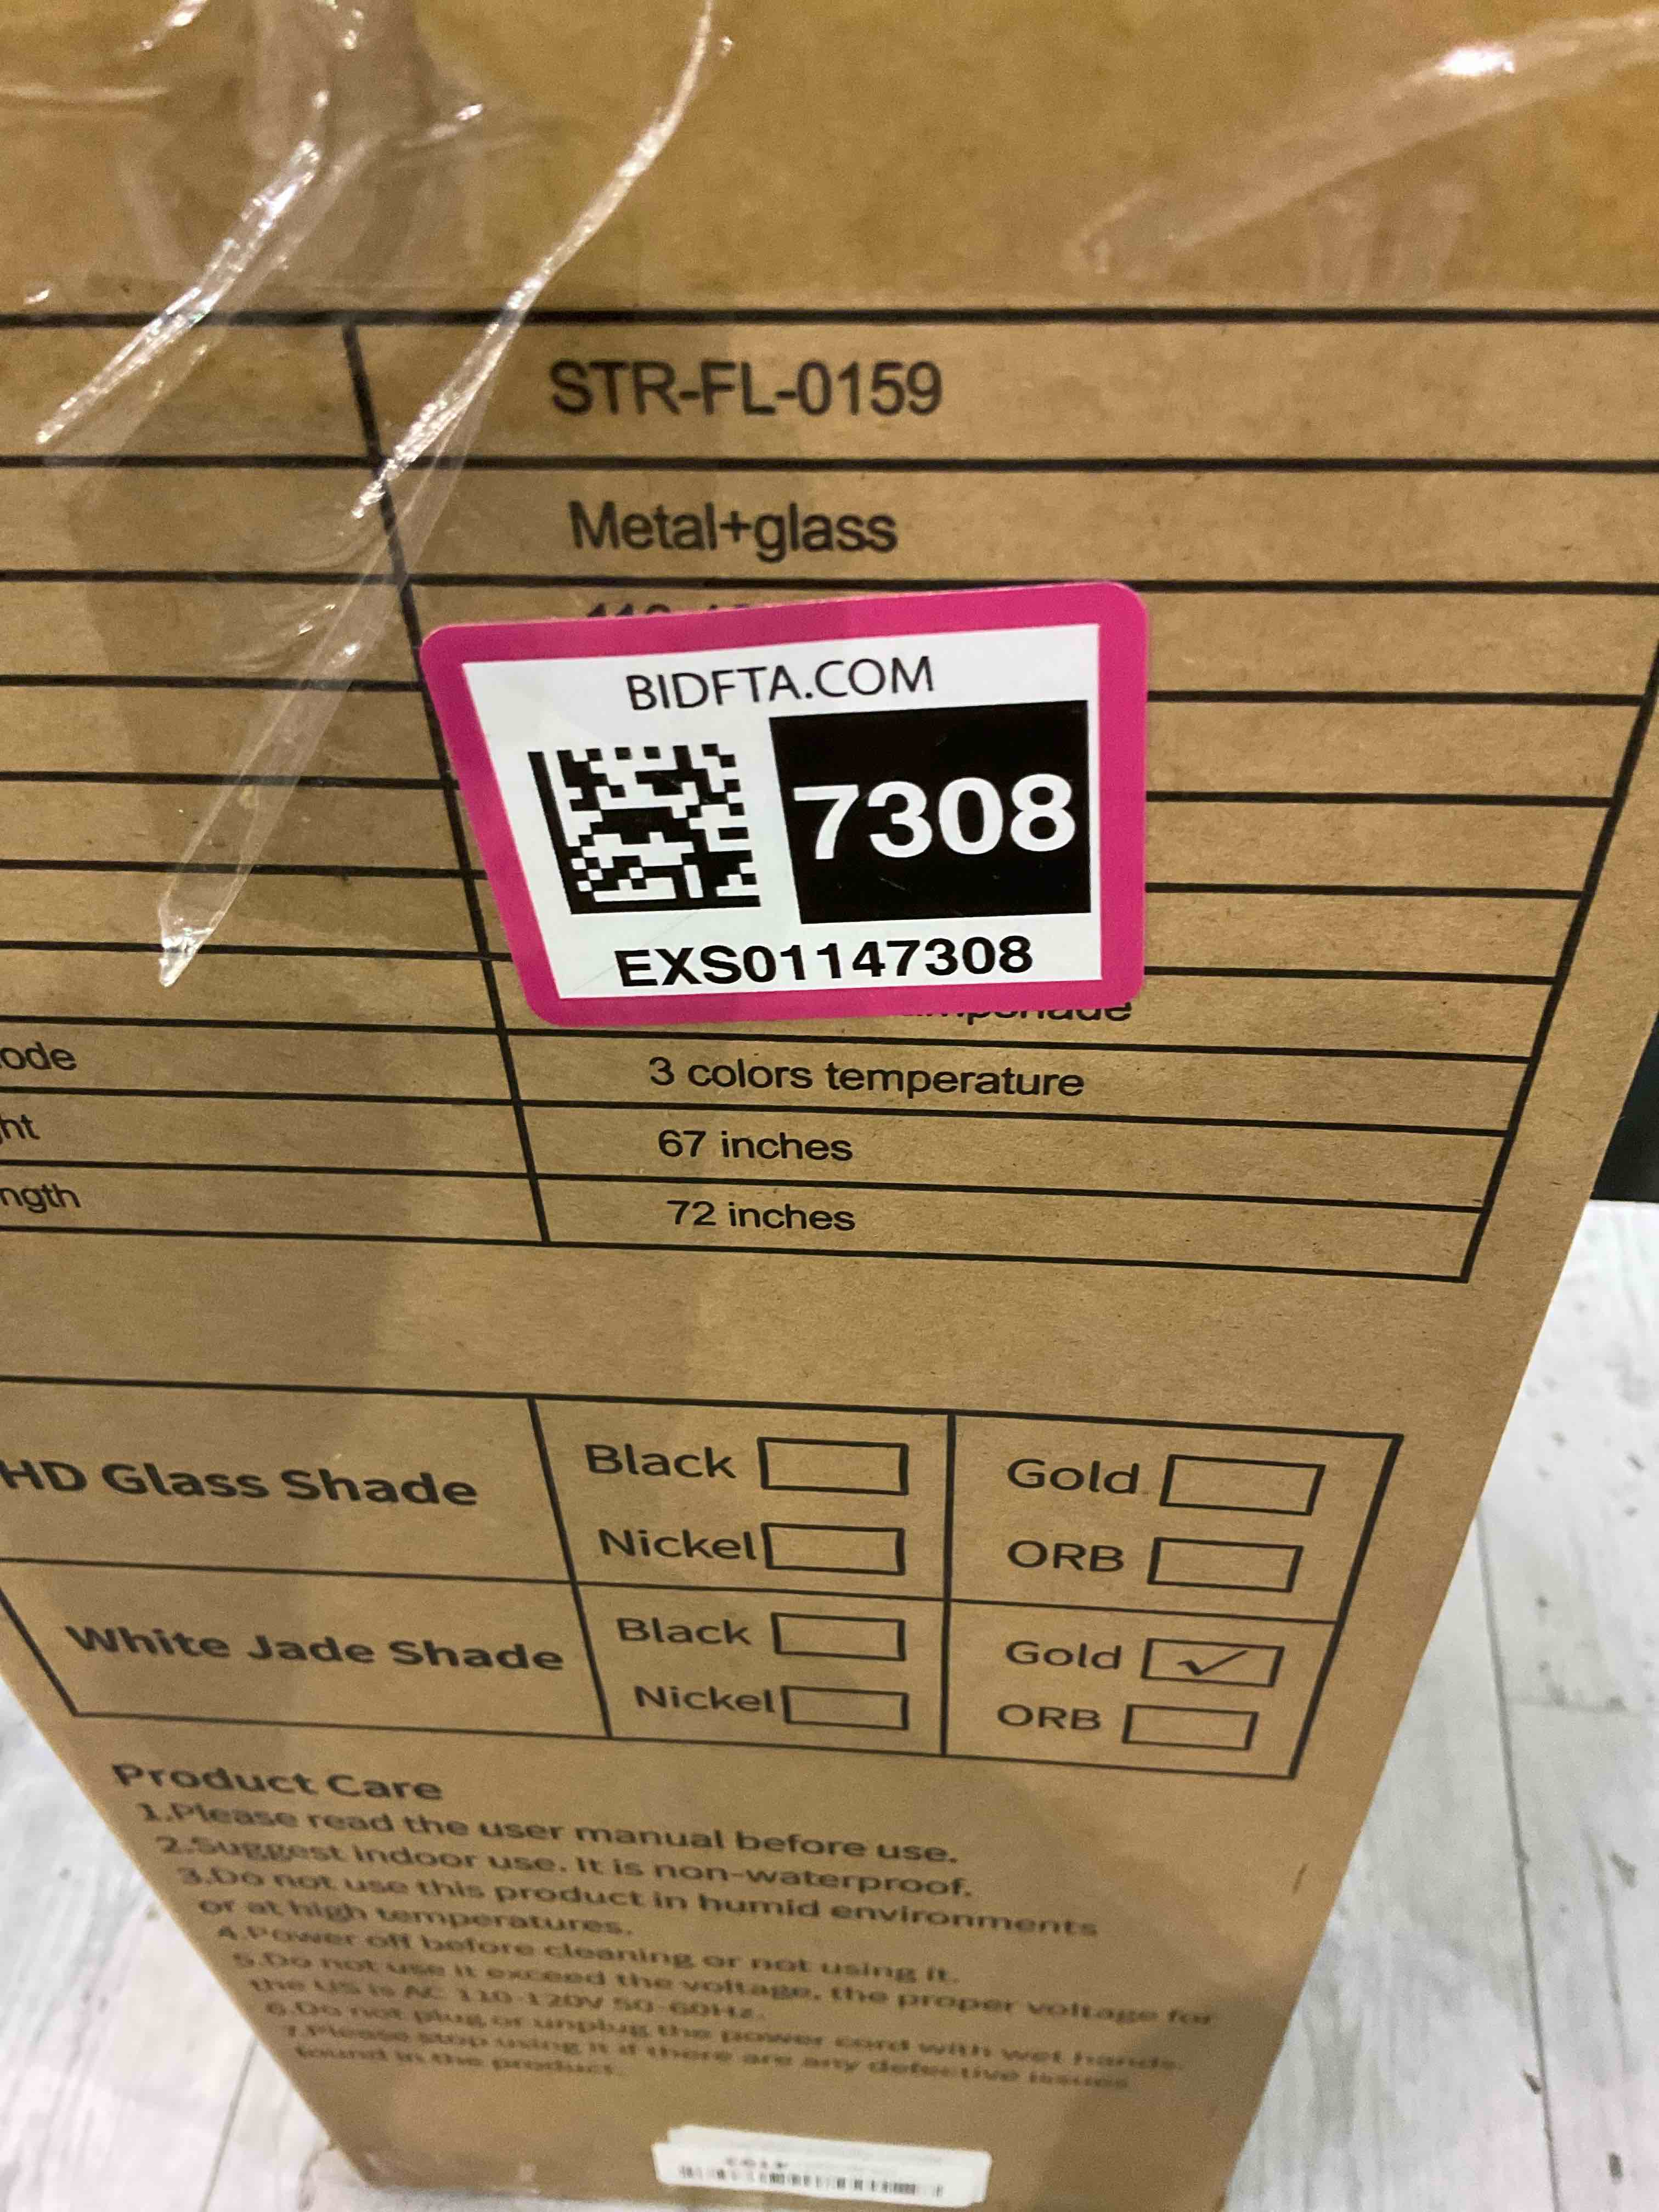 STR-FL-0159
Metal+glass
BIDFTA.COM
7308
EXS01147308
ode
3 colors temperature
ht
67 inches
ngth
72 inches
HD Glass Shade
Black
Gold
Nickel
ORB
White Jade Shade
Black
Gold ✓
Nickel
ORB
Product Care
1.Please read the user manual before use.
2.Suggest indoor use. It is non-waterproof.
3.Do not use this product in humid environments
or at high temperatures.
4.Power off before cleaning or not using it.
5.Do not use it exceed the voltage, the proper voltage for
the US is AC 110-120V 50-60Hz.
6.Do not plug or unplug the power cord with wet hands.
7.Please stop using it if there are any defective issues
found in the product.